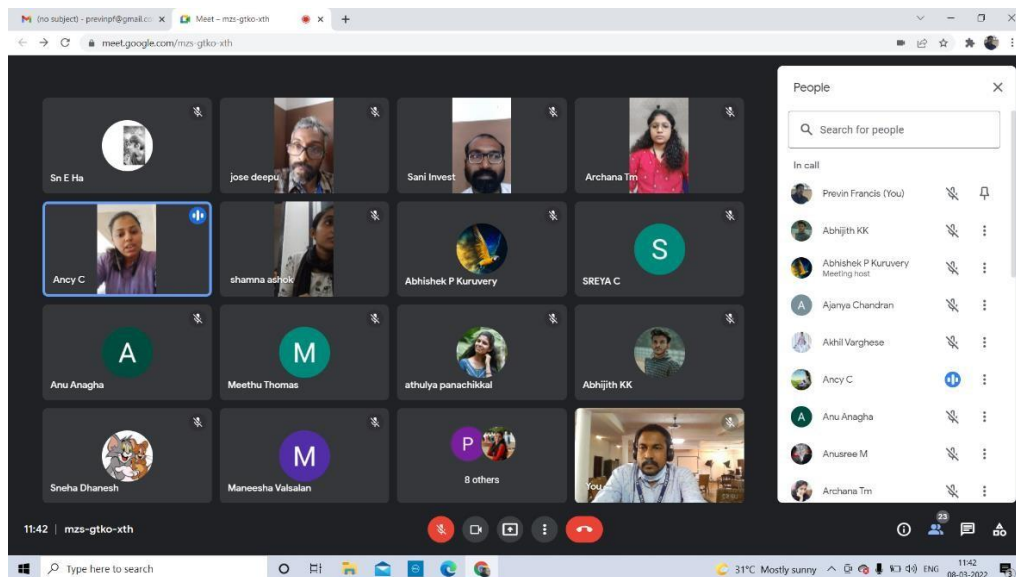 (no subject) - previnpf@gmail.co
Meet – mzs-gtko-xth
meet.google.com/mzs-gtko-xth
People
Search for people
In call
Previn Francis (You)
Abhijith KK
Abhishek P Kuruvery
Meeting host
A Ajanya Chandran
Akhil Varghese
Ancy C
A Anu Anagha
Anusree M
Archana Tm
Sn E Ha
jose deepu
Sani Invest
Archana Tm
Ancy C
shamna ashok
Abhishek P Kuruvery
S
SREYA C
A
Anu Anagha
M
Meethu Thomas
athulya panachikkal
Abhijith KK
Sneha Dhanesh
M
Maneesha Valsalan
P
8 others
You
11:42 | mzs-gtko-xth
23
Type here to search
31°C Mostly sunny
ENG
11:42
08-03-2022
3